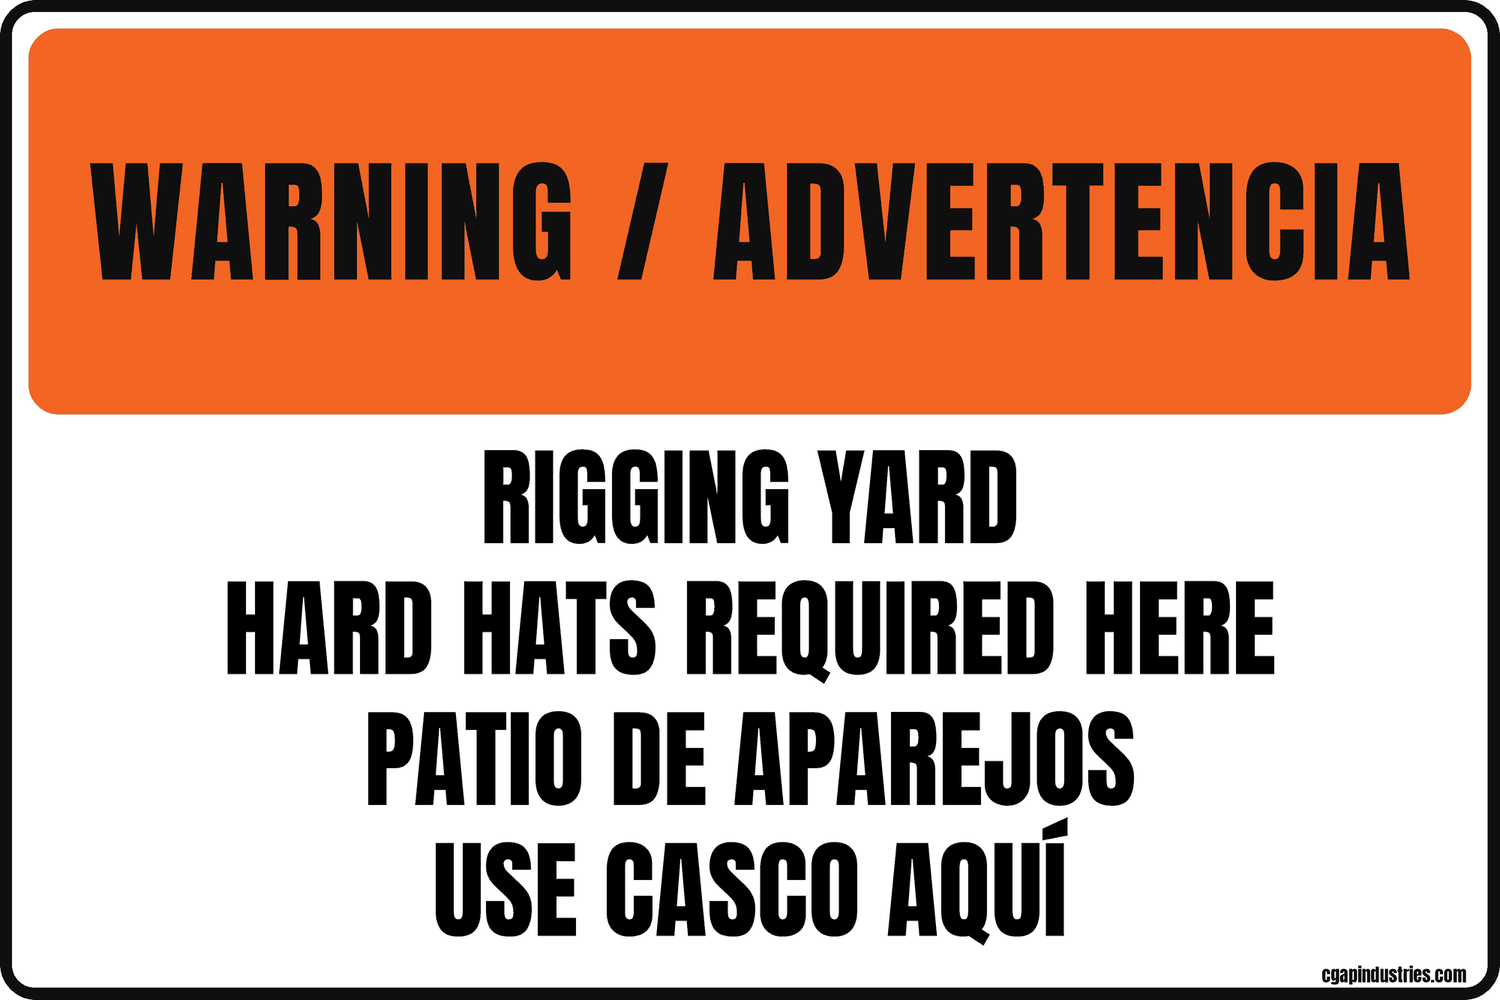 WARNING / ADVERTENCIA
RIGGING YARD
HARD HATS REQUIRED HERE
PATIO DE APAREJOS
USE CASCO AQUÍ
cgapindustries.com